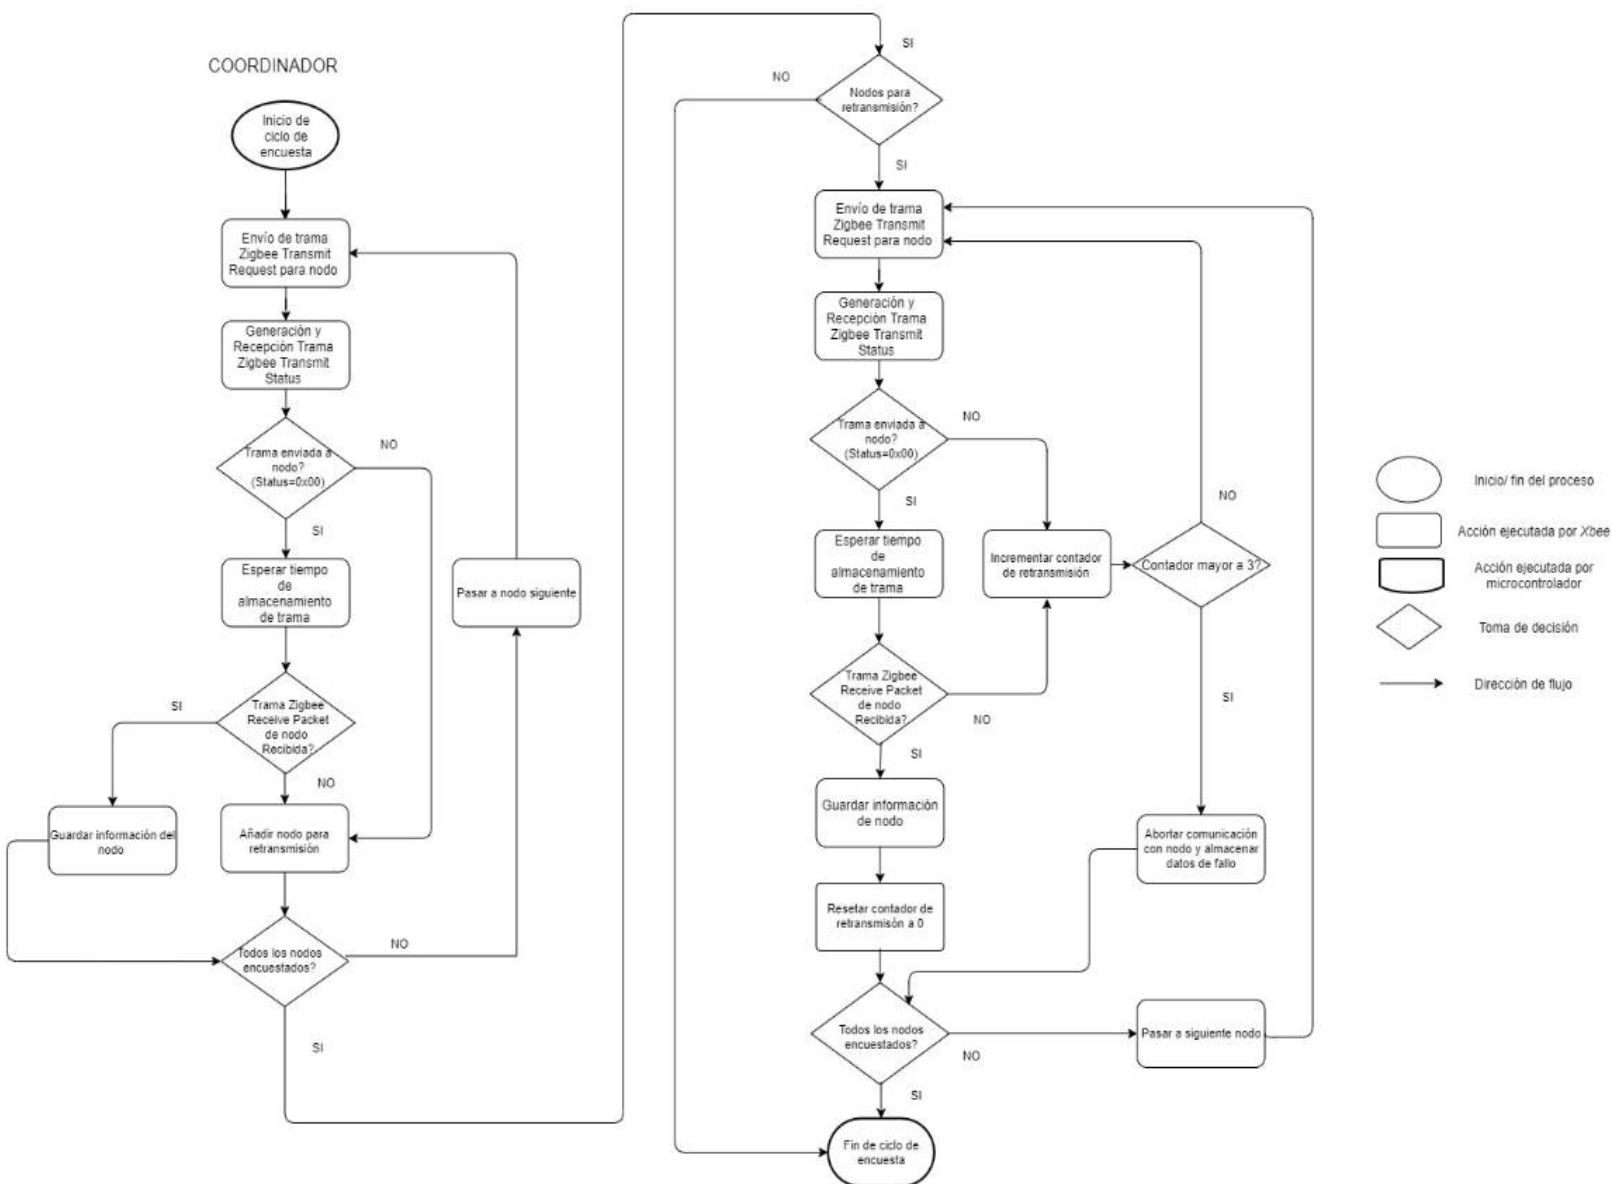 COORDINADOR
Inicio de
ciclo de
encuesta
Envío de trama
Zigbee Transmit
Request para nodo
Generación y
Recepción Trama
Zigbee Transmit
Status
Trama enviada a
nodo?
(Status=0x00)
NO
SI
Esperar tiempo
de
almacenamiento
de trama
Pasar a nodo siguiente
Trama Zigbee
Receive Packet
de nodo
Recibida?
SI
NO
Guardar información del
nodo
Añadir nodo para
retransmisión
Todos los nodos
encuestados?
NO
SI
SI
NO
Nodos para
retransmisión?
SI
Envío de trama
Zigbee Transmit
Request para nodo
Generación y
Recepción Trama
Zigbee Transmit
Status
Trama enviada a
nodo?
(Status=0x00)
NO
SI
Esperar tiempo
de
almacenamiento
de trama
Incrementar contador
de retransmisión
NO
Contador mayor a 3?
SI
Trama Zigbee
Receive Packet
de nodo
Recibida?
NO
SI
Guardar información
de nodo
Abortar comunicación
con nodo y almacenar
datos de fallo
Resetar contador de
retransmisón a 0
Todos los nodos
encuestados?
NO
Pasar a siguiente nodo
SI
Fin de ciclo de
encuesta
Inicio/ fin del proceso
Acción ejecutada por Xbee
Acción ejecutada por
microcontrolador
Toma de decisión
Dirección de flujo